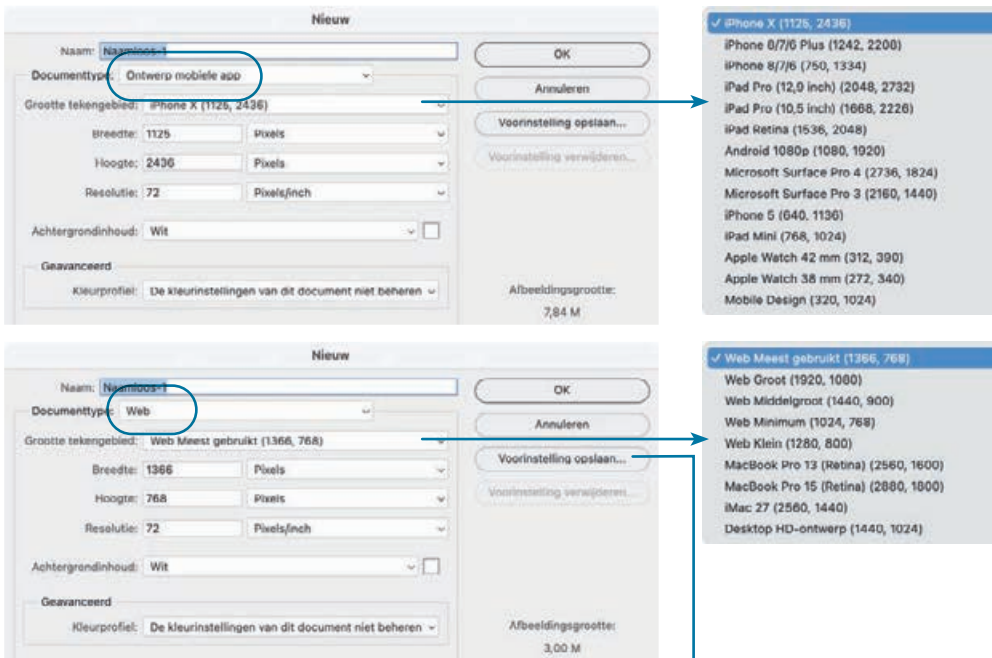 Nieuw
Naam: Naamloos-1
Documenttype: Ontwerp mobiele app
Grootte tekengebied: iPhone X (1125, 2436)
Breedte: 1125 Pixels
Hoogte: 2436 Pixels
Resolutie: 72 Pixels/inch
Achtergrondinhoud: Wit
Geavanceerd
Kleurprofiel: De kleurinstellingen van dit document niet beheren
OK
Annuleren
Voorinstelling opslaan...
Voorinstelling verwijderen...
Afbeeldingsgrootte:
7,84 M
✓ iPhone X (1125, 2436)
iPhone 8/7/6 Plus (1242, 2208)
iPhone 8/7/6 (750, 1334)
iPad Pro (12,9 inch) (2048, 2732)
iPad Pro (10,5 inch) (1668, 2226)
iPad Retina (1536, 2048)
Android 1080p (1080, 1920)
Microsoft Surface Pro 4 (2736, 1824)
Microsoft Surface Pro 3 (2160, 1440)
iPhone 5 (640, 1136)
iPad Mini (768, 1024)
Apple Watch 42 mm (312, 390)
Apple Watch 38 mm (272, 340)
Mobile Design (320, 1024)
Nieuw
Naam: Naamloos-1
Documenttype: Web
Grootte tekengebied: Web Meest gebruikt (1366, 768)
Breedte: 1366 Pixels
Hoogte: 768 Pixels
Resolutie: 72 Pixels/inch
Achtergrondinhoud: Wit
Geavanceerd
Kleurprofiel: De kleurinstellingen van dit document niet beheren
OK
Annuleren
Voorinstelling opslaan...
Voorinstelling verwijderen...
Afbeeldingsgrootte:
3,00 M
✓ Web Meest gebruikt (1366, 768)
Web Groot (1920, 1080)
Web Middelgroot (1440, 900)
Web Minimum (1024, 768)
Web Klein (1280, 800)
MacBook Pro 13 (Retina) (2560, 1600)
MacBook Pro 15 (Retina) (2880, 1800)
iMac 27 (2560, 1440)
Desktop HD-ontwerp (1440, 1024)